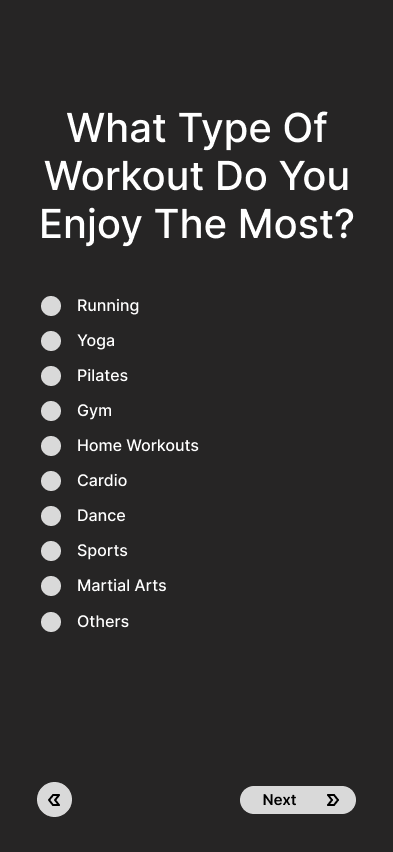 What Type Of
Workout Do You
Enjoy The Most?
Running
Yoga
Pilates
Gym
Home Workouts
Cardio
Dance
Sports
Martial Arts
Others
Next